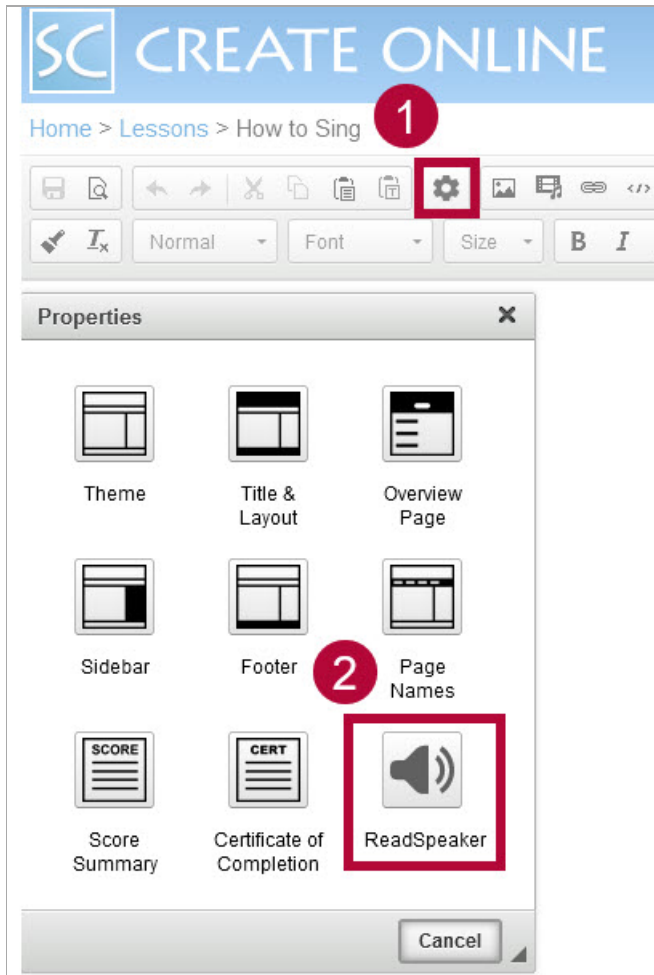 SC CREATE ONLINE
1
Home > Lessons > How to Sing
Normal Font Size B I
Properties
Theme Title & Layout Overview Page
Sidebar Footer 2 Page Names
SCORE CERT
Score Summary Certificate of Completion ReadSpeaker
Cancel